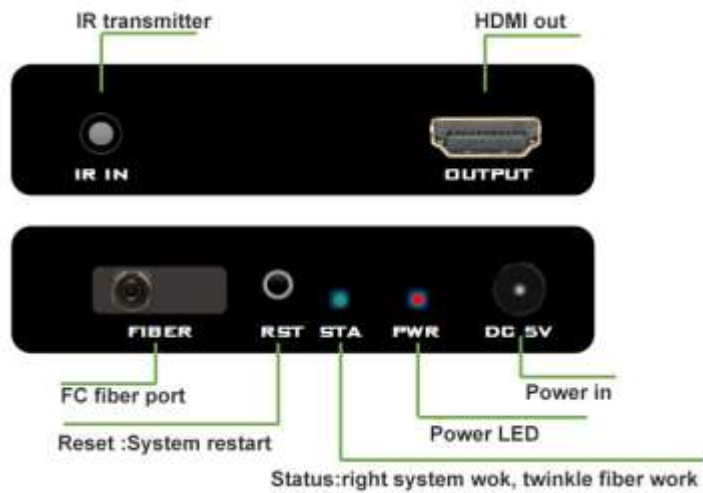 IR transmitter
HDMI out
IR IN
OUTPUT
FIBER
RST
STA
PWR
DC 5V
FC fiber port
Power in
Reset :System restart
Power LED
Status:right system wok, twinkle fiber work